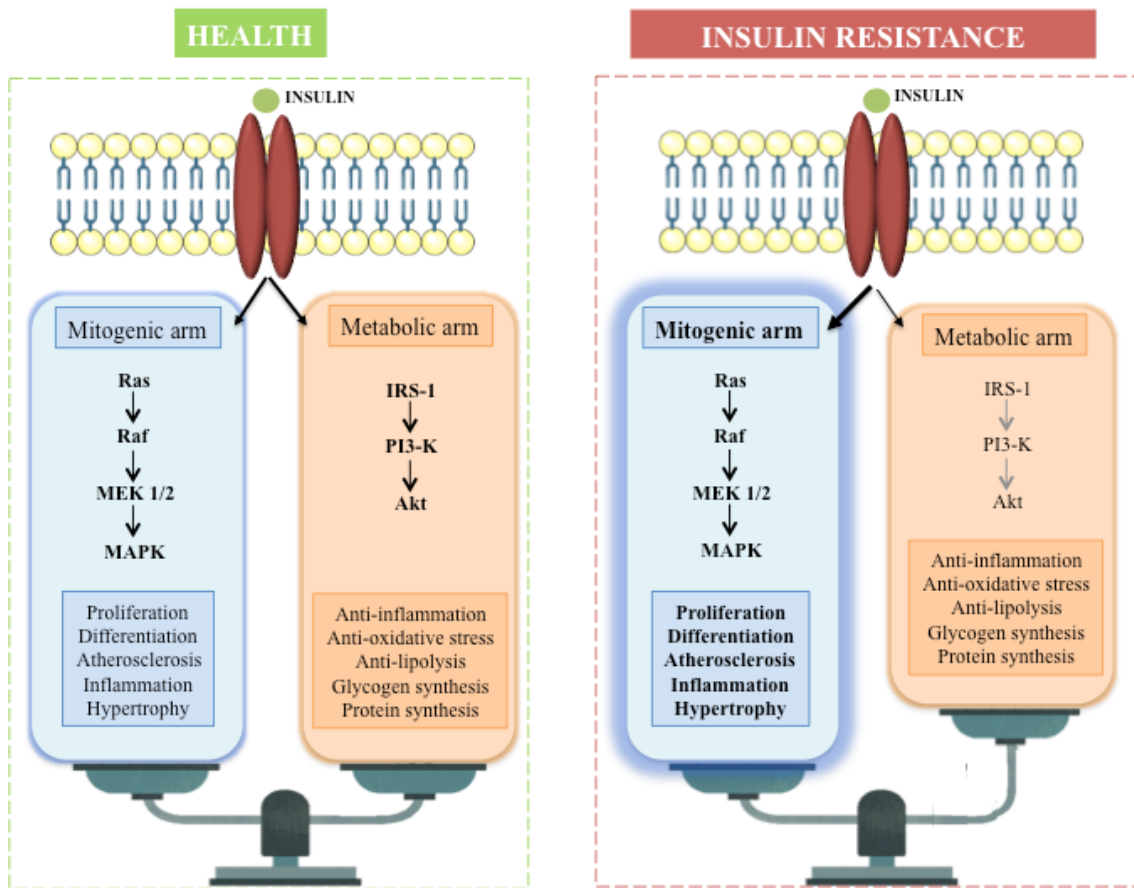 HEALTH
INSULIN
Mitogenic arm
Ras
Raf
MEK 1/2
MAPK
Proliferation
Differentiation
Atherosclerosis
Inflammation
Hypertrophy
Metabolic arm
IRS-1
PI3-K
Akt
Anti-inflammation
Anti-oxidative stress
Anti-lipolysis
Glycogen synthesis
Protein synthesis
INSULIN RESISTANCE
INSULIN
Mitogenic arm
Ras
Raf
MEK 1/2
MAPK
Proliferation
Differentiation
Atherosclerosis
Inflammation
Hypertrophy
Metabolic arm
IRS-1
PI3-K
Akt
Anti-inflammation
Anti-oxidative stress
Anti-lipolysis
Glycogen synthesis
Protein synthesis